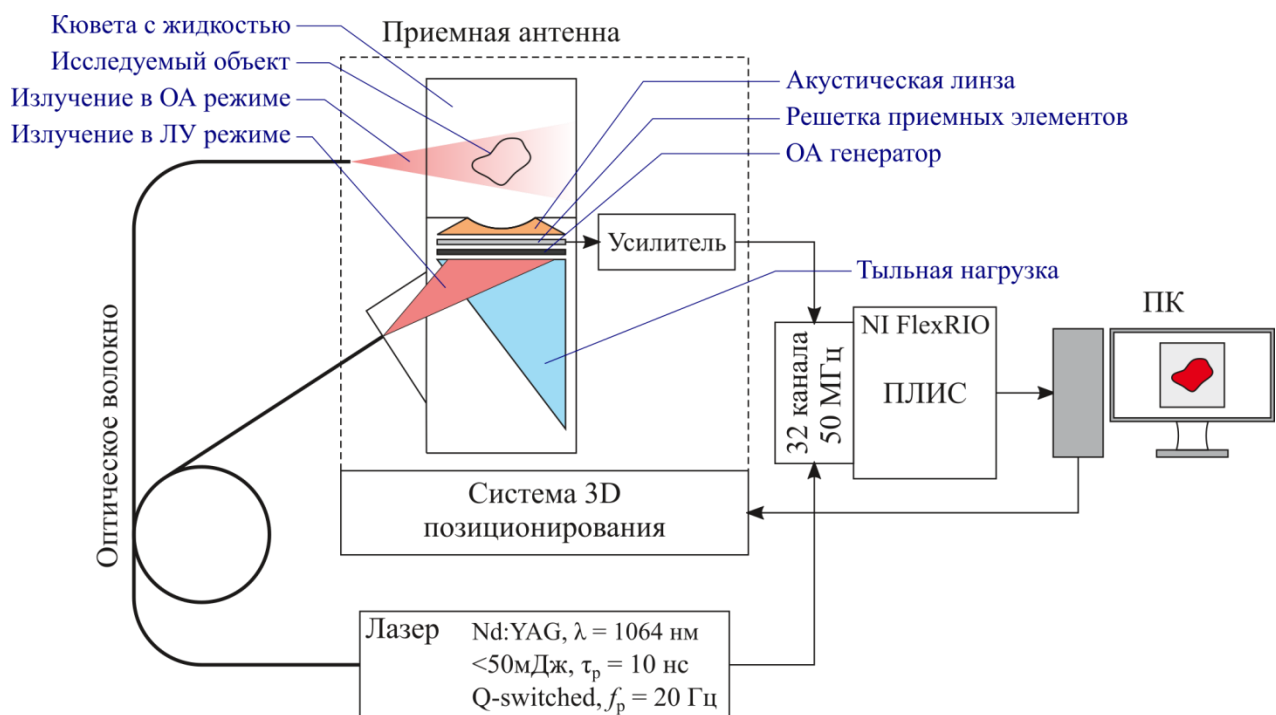 Кювета с жидкостью
Исследуемый объект
Излучение в ОА режиме
Излучение в ЛУ режиме
Приемная антенна
Акустическая линза
Решетка приемных элементов
ОА генератор
Усилитель
Тыльная нагрузка
Оптическое волокно
32 канала
50 МГц
NI FlexRIO
ПЛИС
ПК
Система 3D
позиционирования
Лазер
Nd:YAG, λ = 1064 нм
<50мДж, τp = 10 нс
Q-switched, fp = 20 Гц